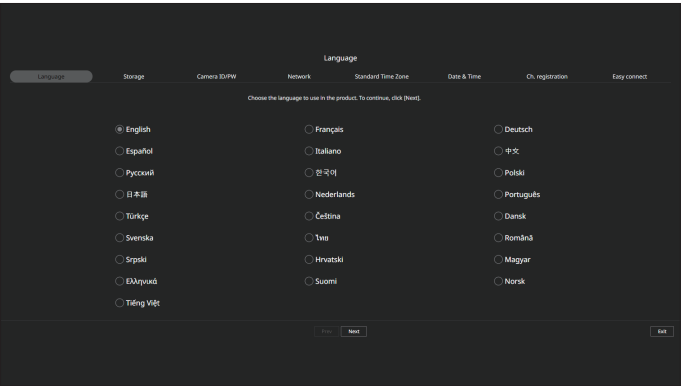 Language
Language Storage Camera ID/PW Network Standard Time Zone Date & Time Ch. registration Easy connect
Choose the language to use in the product. To continue, click [Next].
English Français Deutsch
Español Italiano 中文
Русский 한국어 Polski
日本語 Nederlands Português
Türkçe Čeština Dansk
Svenska ไทย Română
Srpski Hrvatski Magyar
Ελληνικά Suomi Norsk
Tiếng Việt
Prev Next Exit